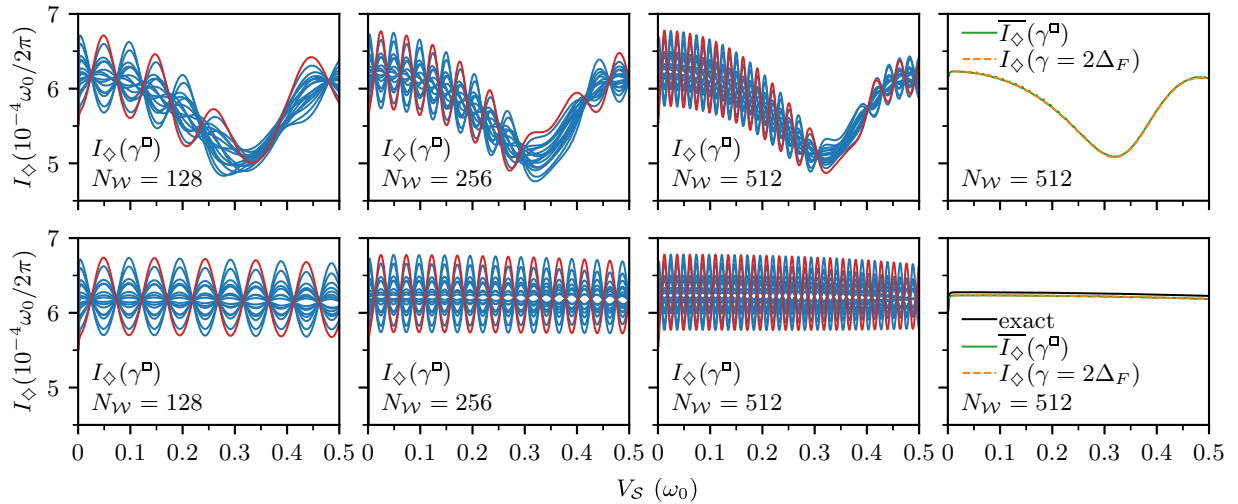 7
6
5
I◇(10⁻⁴ω₀/2π)
I◇(γ□)
N𝒲 = 128
I◇(γ□)
N𝒲 = 256
I◇(γ□)
N𝒲 = 512
I◇‾(γ□)
I◇(γ = 2Δ_F)
N𝒲 = 512
7
6
5
I◇(10⁻⁴ω₀/2π)
I◇(γ□)
N𝒲 = 128
I◇(γ□)
N𝒲 = 256
I◇(γ□)
N𝒲 = 512
exact
I◇‾(γ□)
I◇(γ = 2Δ_F)
N𝒲 = 512
0 0.1 0.2 0.3 0.4 0.5
0 0.1 0.2 0.3 0.4 0.5
0 0.1 0.2 0.3 0.4 0.5
0 0.1 0.2 0.3 0.4 0.5
V𝒮 (ω₀)